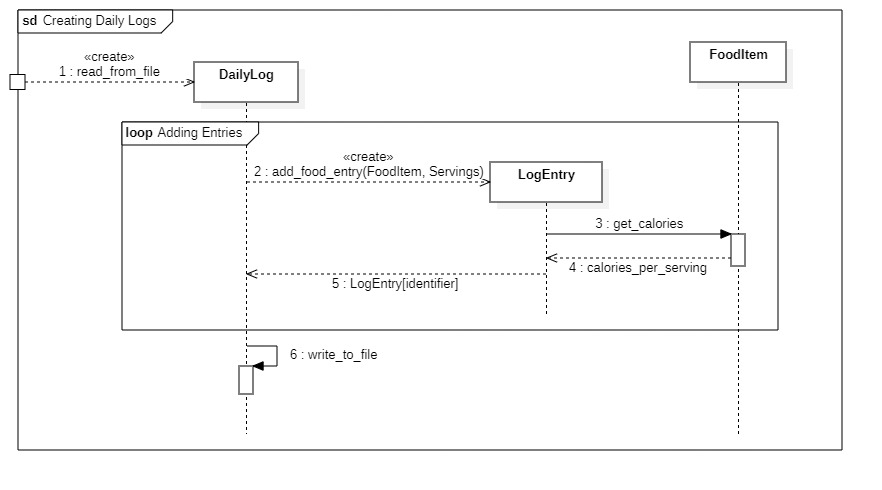 sd Creating Daily Logs
«create»
1 : read_from_file
DailyLog
FoodItem
loop Adding Entries
«create»
2 : add_food_entry(FoodItem, Servings)
LogEntry
3 : get_calories
4 : calories_per_serving
5 : LogEntry[identifier]
6 : write_to_file